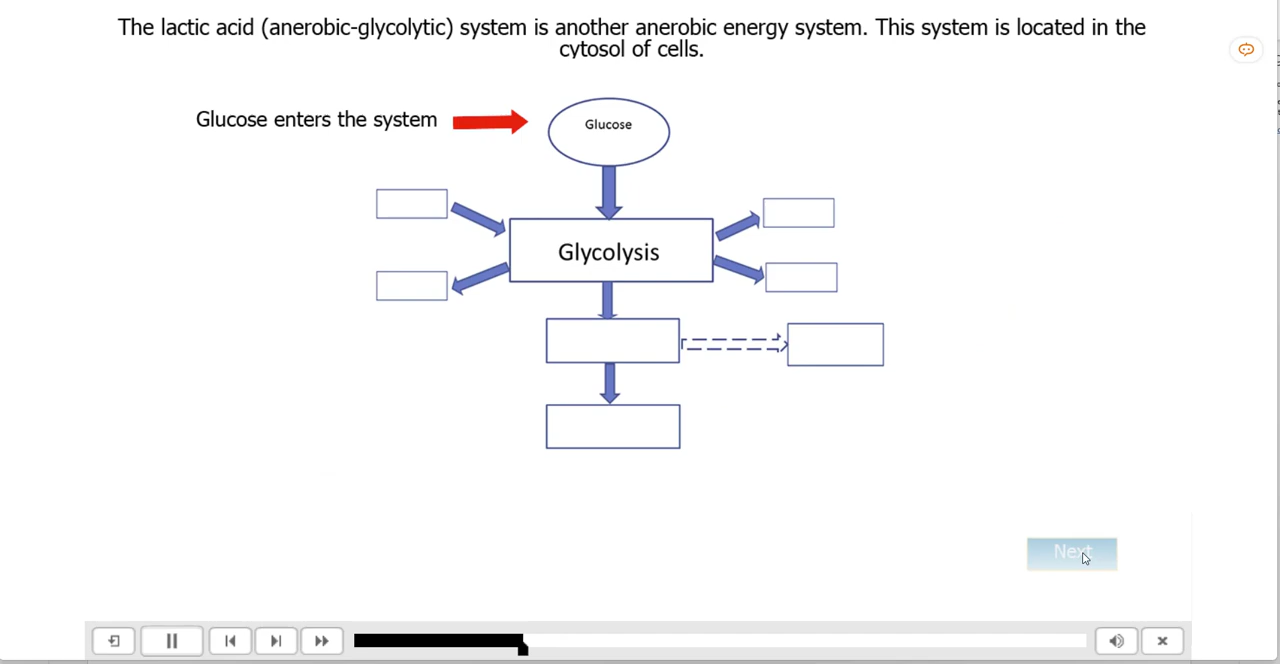 The lactic acid (anerobic-glycolytic) system is another anerobic energy system. This system is located in the
cytosol of cells.
Glucose enters the system
Glucose
Glycolysis
Next